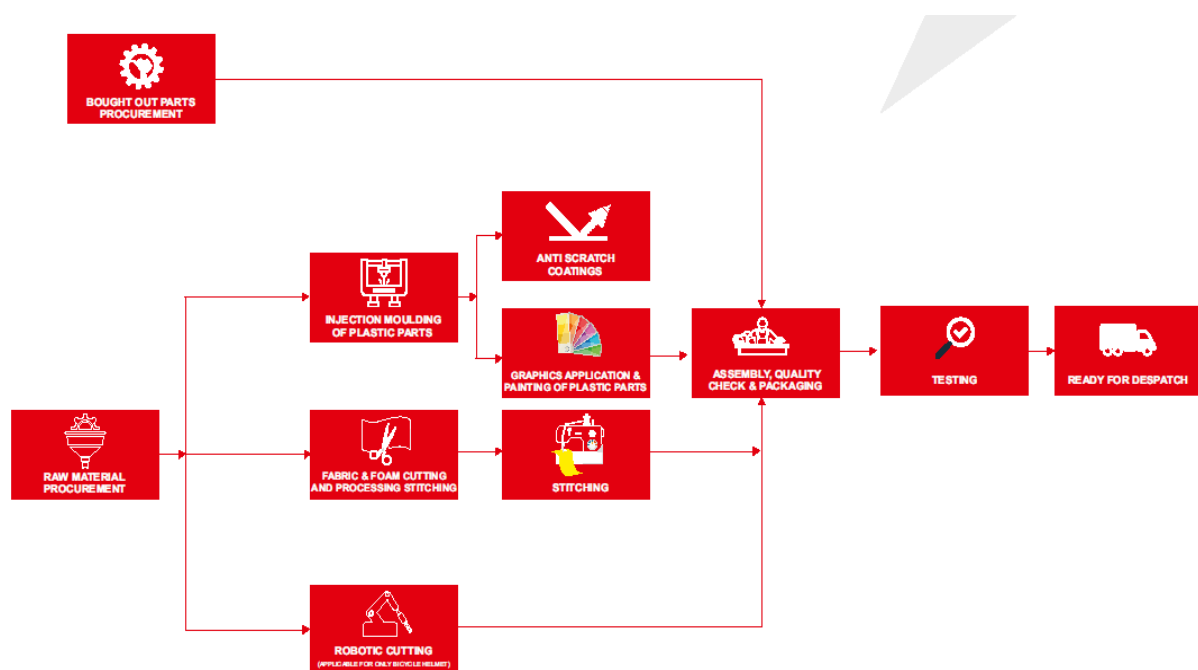 BOUGHT OUT PARTS
PROCUREMENT
ANTI SCRATCH
COATINGS
INJECTION MOULDING
OF PLASTIC PARTS
GRAPHICS APPLICATION &
PAINTING OF PLASTIC PARTS
ASSEMBLY, QUALITY
CHECK & PACKAGING
TESTING
READY FOR DESPATCH
RAW MATERIAL
PROCUREMENT
FABRIC & FOAM CUTTING
AND PROCESSING STITCHING
STITCHING
ROBOTIC CUTTING
(APPLICABLE FOR ONLY BICYCLE HELMET)